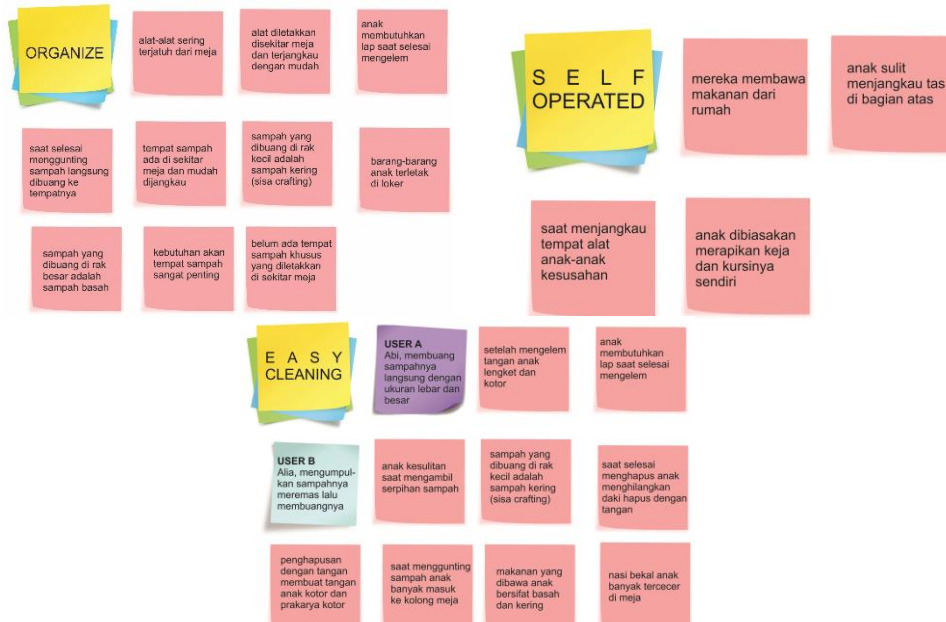 ORGANIZE
alat-alat sering
terjatuh dari meja
alat diletakkan
disekitar meja
dan terjangkau
dengan mudah
anak
membutuhkan
lap saat selesai
mengelem
saat selesai
menggunting
sampah langsung
dibuang ke
tempatnya
tempat sampah
ada di sekitar
meja dan mudah
dijangkau
sampah yang
dibuang di rak
kecil adalah
sampah kering
(sisa crafting)
barang-barang
anak terletak
di loker
sampah yang
dibuang di rak
besar adalah
sampah basah
kebutuhan akan
tempat sampah
sangat penting
belum ada tempat
sampah khusus
yang diletakkan
di sekitar meja
SELF
OPERATED
mereka membawa
makanan dari
rumah
anak sulit
menjangkau tas
di bagian atas
saat menjangkau
tempat alat
anak-anak
kesusahan
anak dibiasakan
merapikan keja
dan kursinya
sendiri
EASY
CLEANING
USER A
Abi, membuang
sampahnya
langsung dengan
ukuran lebar dan
besar
setelah mengelem
tangan anak
lengket dan
kotor
anak
membutuhkan
lap saat selesai
mengelem
USER B
Alia, mengumpul-
kan sampahnya
meremas lalu
membuangnya
anak kesulitan
saat mengambil
serpihan sampah
sampah yang
dibuang di rak
kecil adalah
sampah kering
(sisa crafting)
saat selesai
menghapus anak
menghilangkan
daki hapus dengan
tangan
penghapusan
dengan tangan
membuat tangan
anak kotor dan
prakarya kotor
saat menggunting
sampah anak
banyak masuk
ke kolong meja
makanan yang
dibawa anak
bersifat basah
dan kering
nasi bekal anak
banyak tercecer
di meja